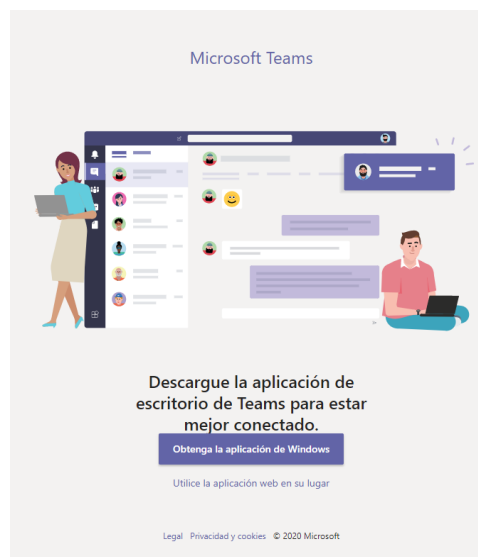 Microsoft Teams
Descargue la aplicación de
escritorio de Teams para estar
mejor conectado.
Obtenga la aplicación de Windows
Utilice la aplicación web en su lugar
Legal Privacidad y cookies © 2020 Microsoft